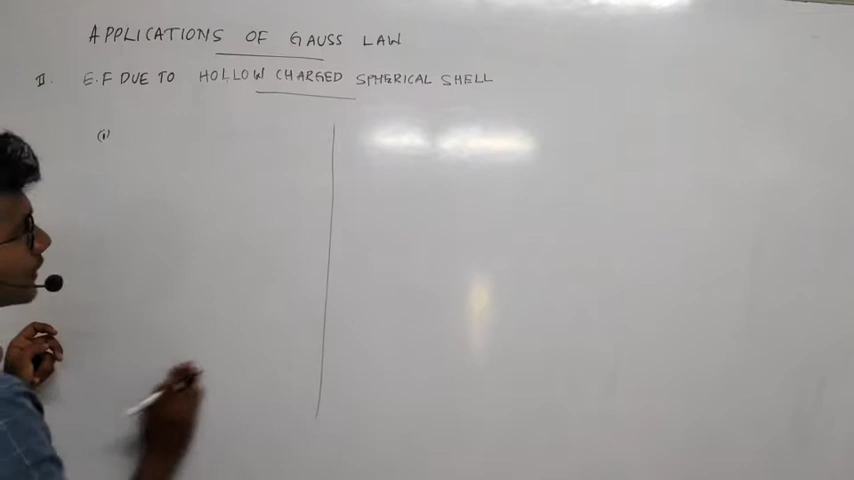 APPLICATIONS OF GAUSS LAW
II. E.F DUE TO HOLLOW CHARGED SPHERICAL SHELL
(i)